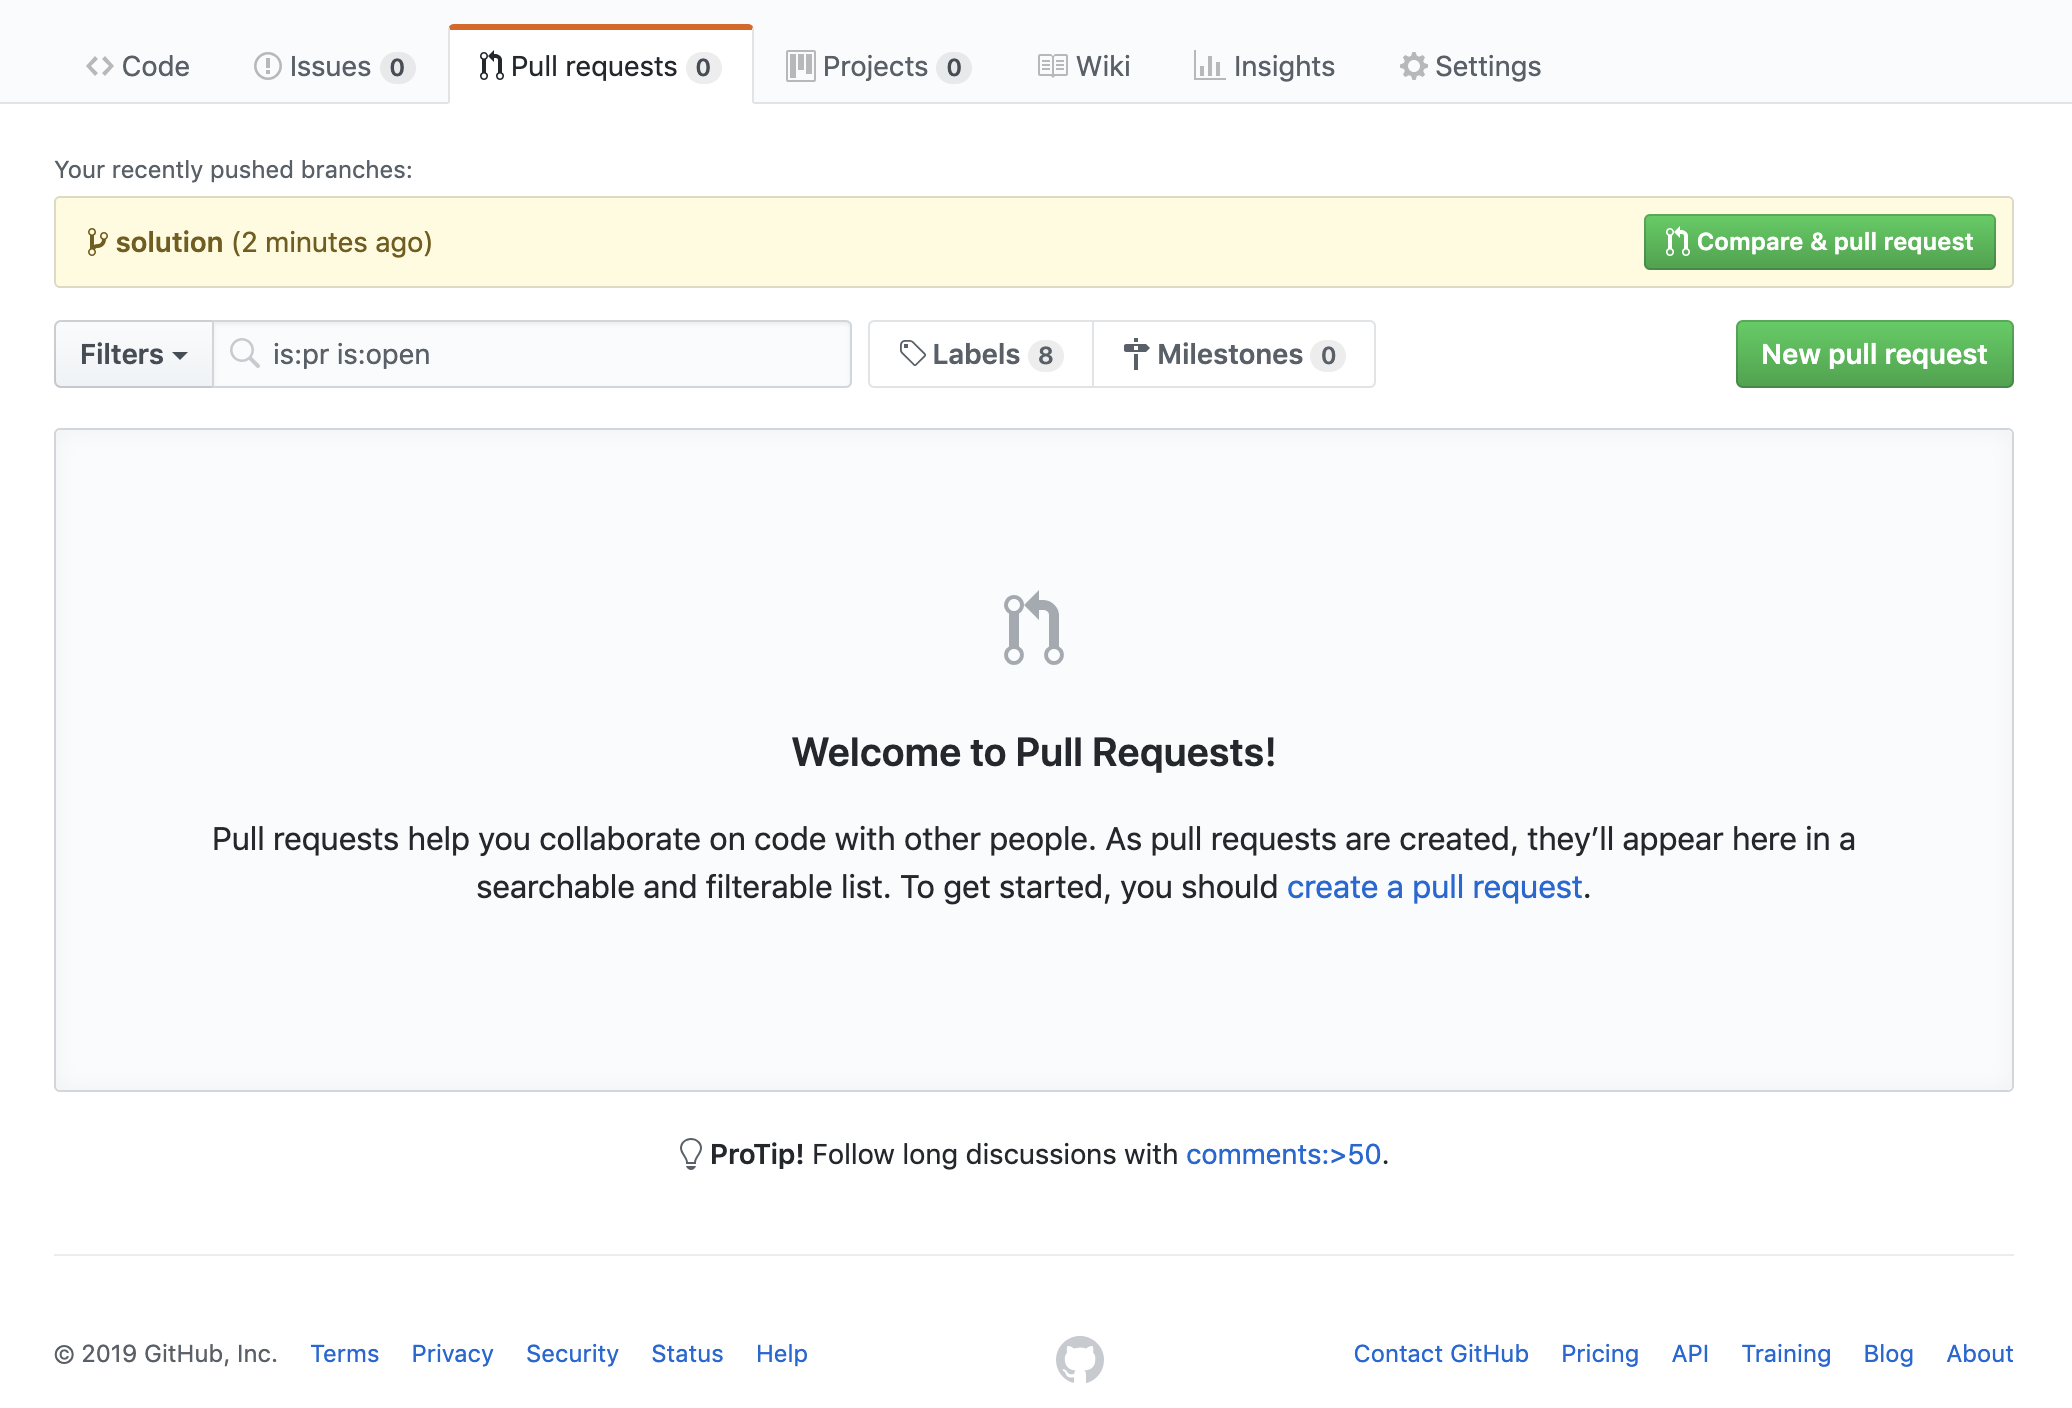 Code Issues 0 Pull requests 0 Projects 0 Wiki Insights Settings
Your recently pushed branches:
solution (2 minutes ago) Compare & pull request
Filters is:pr is:open Labels 8 Milestones 0 New pull request
Welcome to Pull Requests!
Pull requests help you collaborate on code with other people. As pull requests are created, they’ll appear here in a
searchable and filterable list. To get started, you should create a pull request.
ProTip! Follow long discussions with comments:>50.
© 2019 GitHub, Inc. Terms Privacy Security Status Help Contact GitHub Pricing API Training Blog About